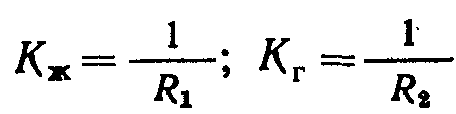 K_ж = 1/R_1; K_г = 1/R_2